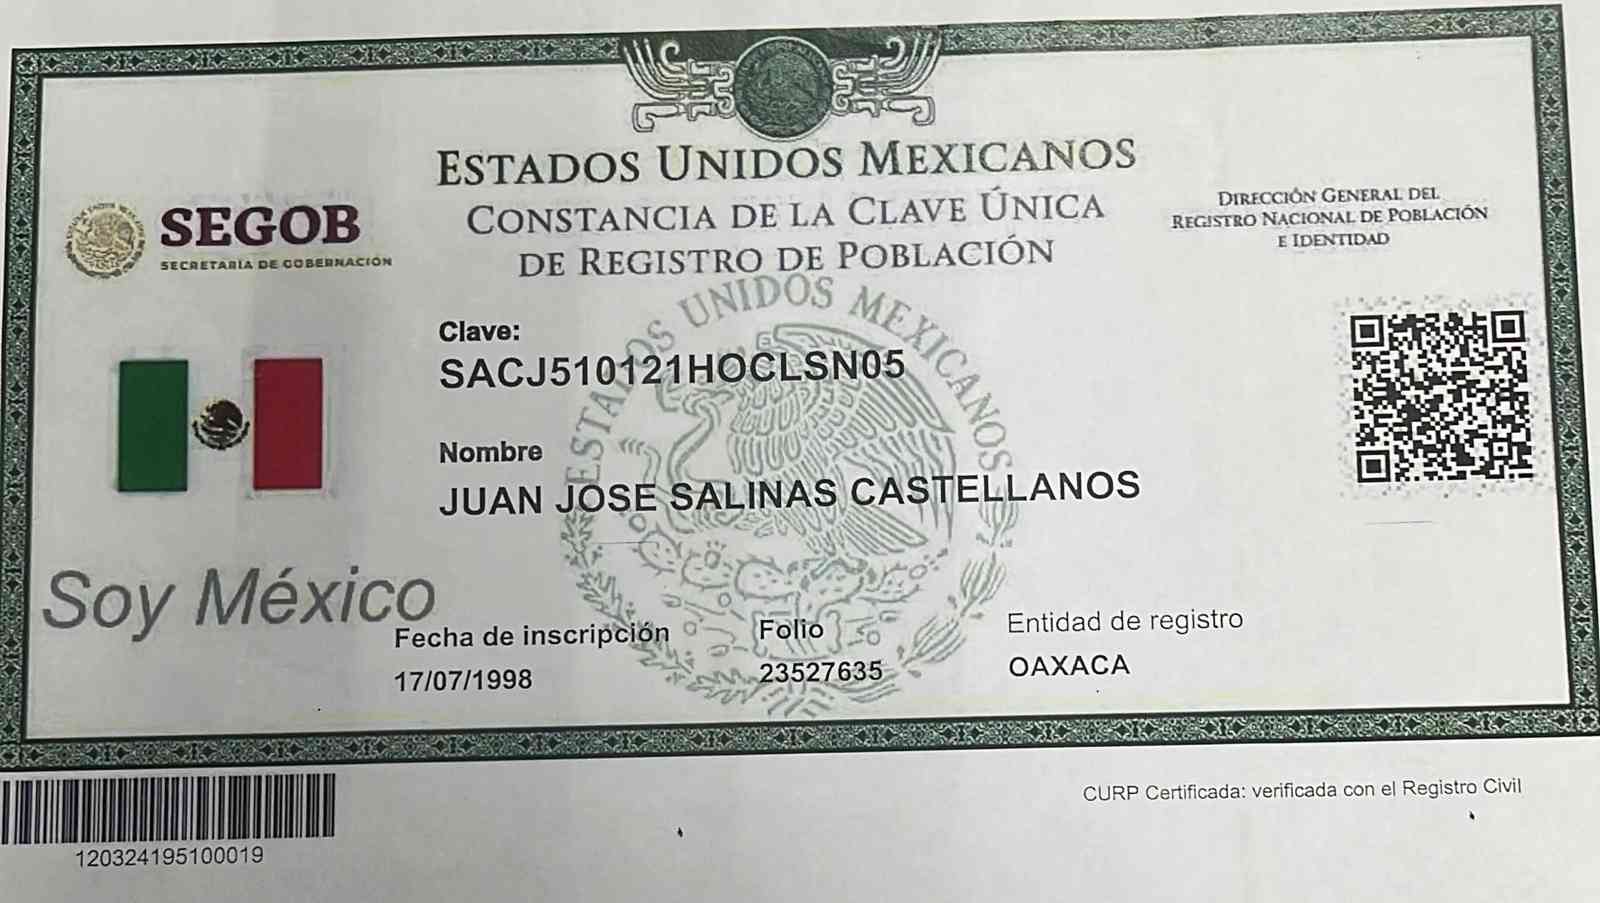 ESTADOS UNIDOS MEXICANOS
CONSTANCIA DE LA CLAVE ÚNICA
DE REGISTRO DE POBLACIÓN
SEGOB
SECRETARÍA DE GOBERNACIÓN
DIRECCIÓN GENERAL DEL
REGISTRO NACIONAL DE POBLACIÓN
E IDENTIDAD
ESTADOS UNIDOS MEXICANOS
Clave:
SACJ510121HOCLSN05
Nombre
JUAN JOSE SALINAS CASTELLANOS
Soy México
Fecha de inscripción
17/07/1998
Folio
23527635
Entidad de registro
OAXACA
120324195100019
CURP Certificada: verificada con el Registro Civil